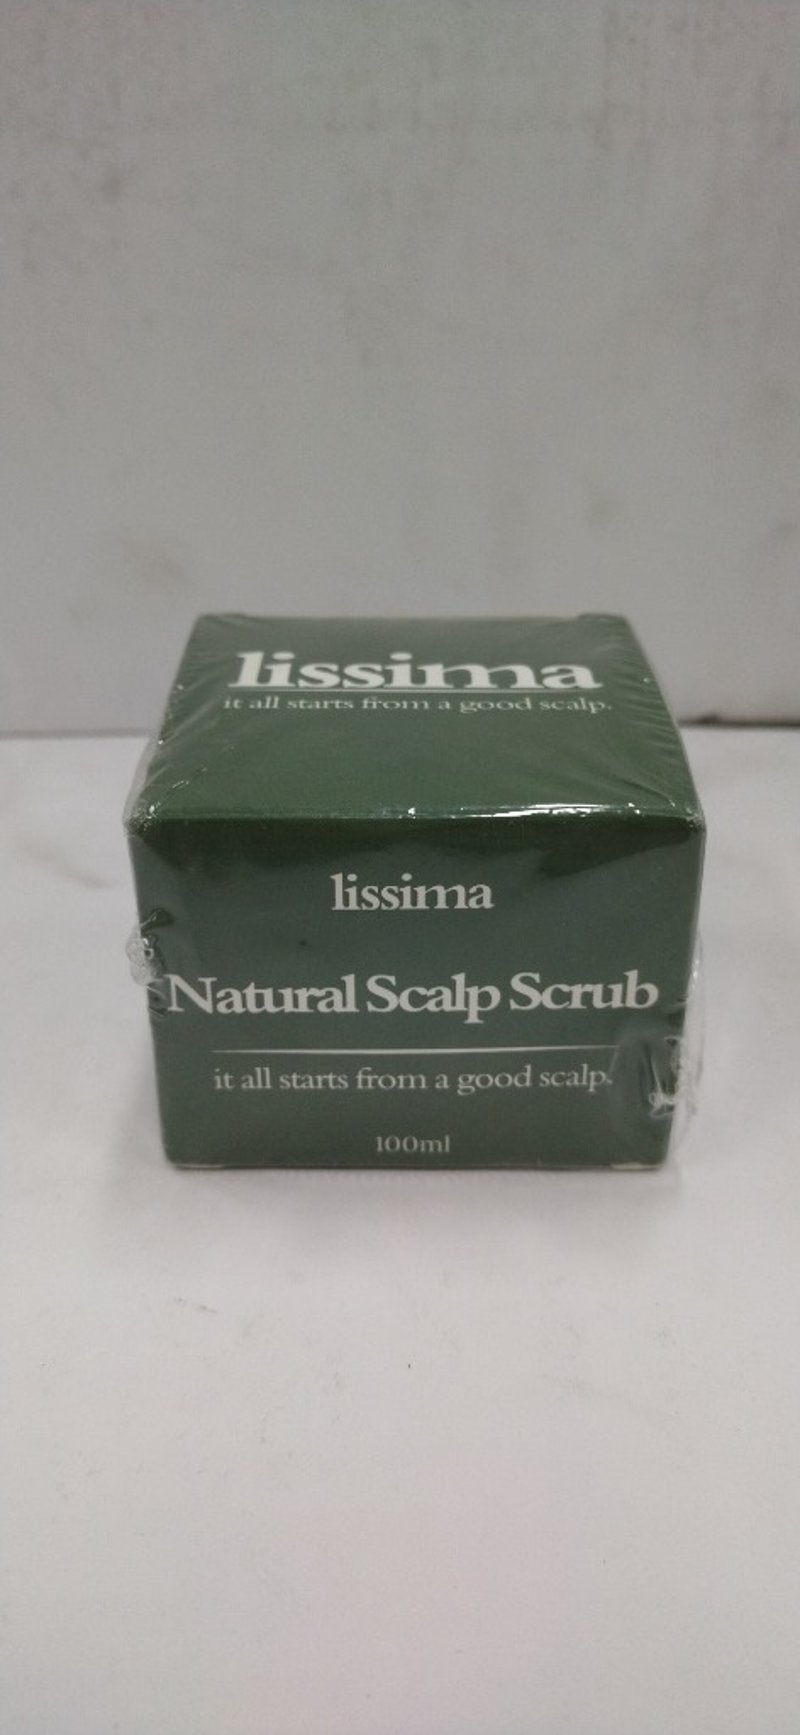 lissima
it all starts from a good scalp.
lissima
Natural Scalp Scrub
it all starts from a good scalp.
100ml